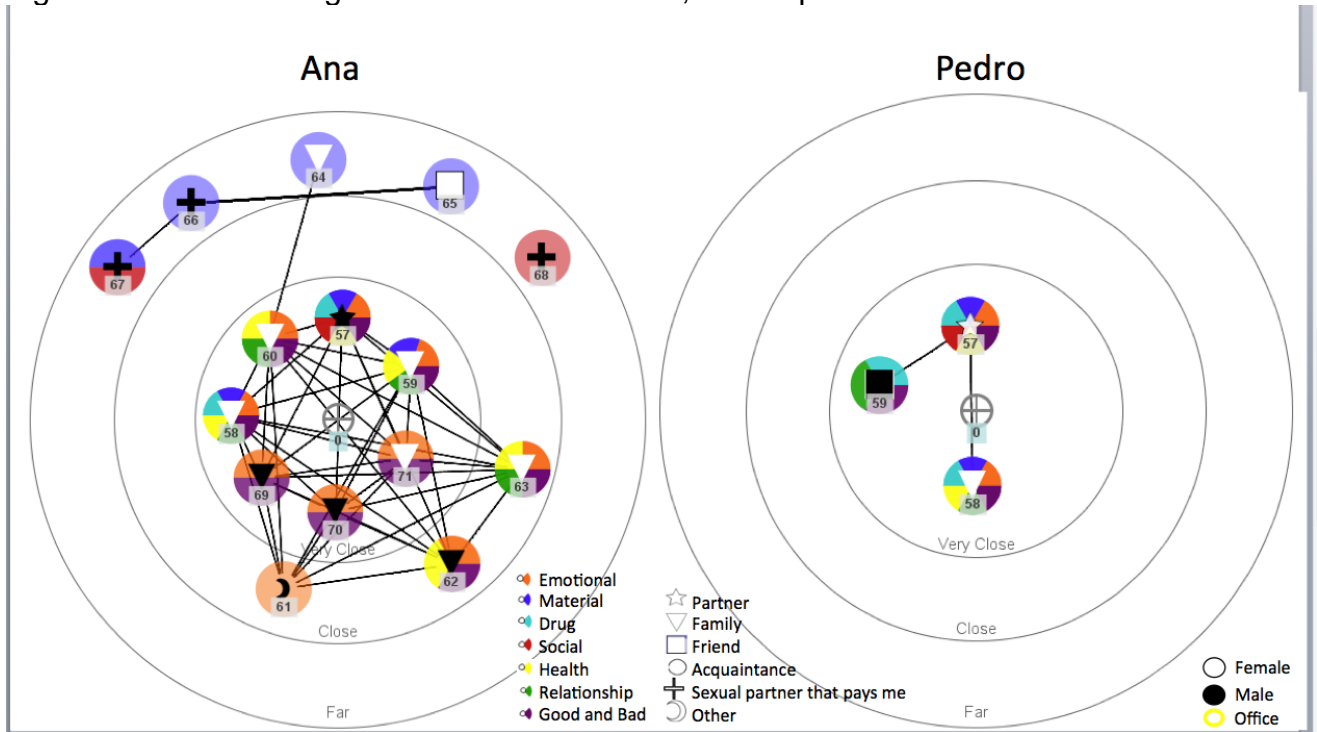 Ana
Pedro
64
65
66
67
68
57
60
59
58
0
71
63
69
70
Very Close
62
61
Close
Far
57
59
0
58
Very Close
Close
Far
Emotional
Material
Drug
Social
Health
Relationship
Good and Bad
Partner
Family
Friend
Acquaintance
Sexual partner that pays me
Other
Female
Male
Office